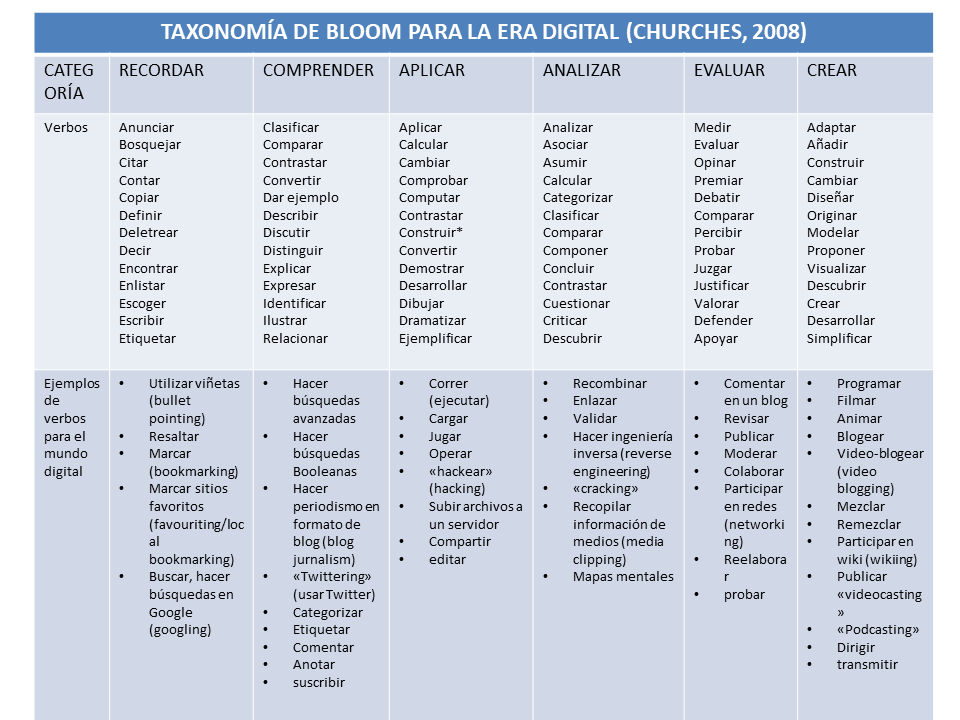 TAXONOMÍA DE BLOOM PARA LA ERA DIGITAL (CHURCHES, 2008)
CATEG
ORÍA
RECORDAR
COMPRENDER
APLICAR
ANALIZAR
EVALUAR
CREAR
Verbos
Anunciar
Bosquejar
Citar
Contar
Copiar
Definir
Deletrear
Decir
Encontrar
Enlistar
Escoger
Escribir
Etiquetar
Clasificar
Comparar
Contrastar
Convertir
Dar ejemplo
Describir
Discutir
Distinguir
Explicar
Expresar
Identificar
Ilustrar
Relacionar
Aplicar
Calcular
Cambiar
Comprobar
Computar
Contrastar
Construir*
Convertir
Demostrar
Desarrollar
Dibujar
Dramatizar
Ejemplificar
Analizar
Asociar
Asumir
Calcular
Categorizar
Clasificar
Comparar
Componer
Concluir
Contrastar
Cuestionar
Criticar
Descubrir
Medir
Evaluar
Opinar
Premiar
Debatir
Comparar
Percibir
Probar
Juzgar
Justificar
Valorar
Defender
Apoyar
Adaptar
Añadir
Construir
Cambiar
Diseñar
Originar
Modelar
Proponer
Visualizar
Descubrir
Crear
Desarrollar
Simplificar
Ejemplos
de
verbos
para el
mundo
digital
• Utilizar viñetas
(bullet
pointing)
• Resaltar
• Marcar
(bookmarking)
• Marcar sitios
favoritos
(favouriting/loc
al
bookmarking)
• Buscar, hacer
búsquedas en
Google
(googling)
• Hacer
búsquedas
avanzadas
• Hacer
búsquedas
Booleanas
• Hacer
periodismo en
formato de
blog (blog
jurnalism)
• «Twittering»
(usar Twitter)
• Categorizar
• Etiquetar
• Comentar
• Anotar
• suscribir
• Correr
(ejecutar)
• Cargar
• Jugar
• Operar
• «hackear»
(hacking)
• Subir archivos a
un servidor
• Compartir
• editar
• Recombinar
• Enlazar
• Validar
• Hacer ingeniería
inversa (reverse
engineering)
• «cracking»
• Recopilar
información de
medios (media
clipping)
• Mapas mentales
• Comentar
en un blog
• Revisar
• Publicar
• Moderar
• Colaborar
• Participar
en redes
(networki
ng)
• Reelabora
r
• probar
• Programar
• Filmar
• Animar
• Blogear
• Video-blogear
(video
blogging)
• Mezclar
• Remezclar
• Participar en
wiki (wikiing)
• Publicar
«videocasting
»
• «Podcasting»
• Dirigir
• transmitir